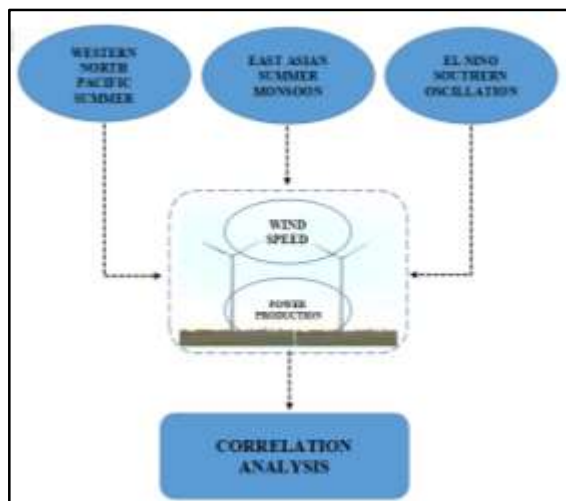 WESTERN
NORTH
PACIFIC
SUMMER
EAST ASIAN
SUMMER
MONSOON
EL NINO
SOUTHERN
OSCILLATION
WIND
SPEED
POWER
PRODUCTION
CORRELATION
ANALYSIS